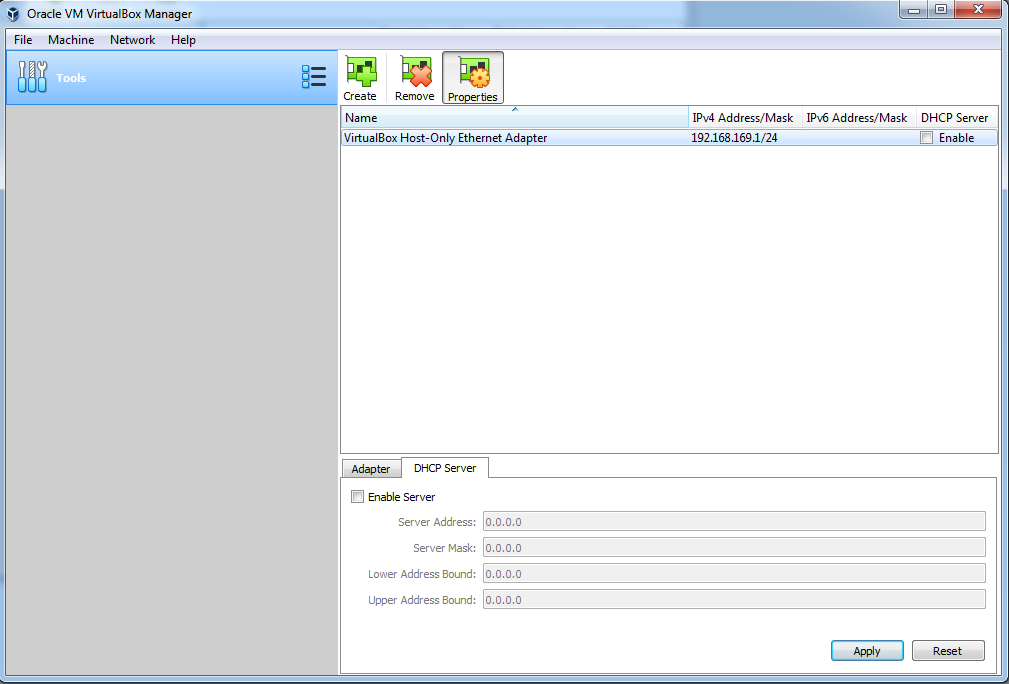 Oracle VM VirtualBox Manager
File Machine Network Help
Tools
Create Remove Properties
Name IPv4 Address/Mask IPv6 Address/Mask DHCP Server
VirtualBox Host-Only Ethernet Adapter 192.168.169.1/24 Enable
Adapter DHCP Server
Enable Server
Server Address: 0.0.0.0
Server Mask: 0.0.0.0
Lower Address Bound: 0.0.0.0
Upper Address Bound: 0.0.0.0
Apply Reset